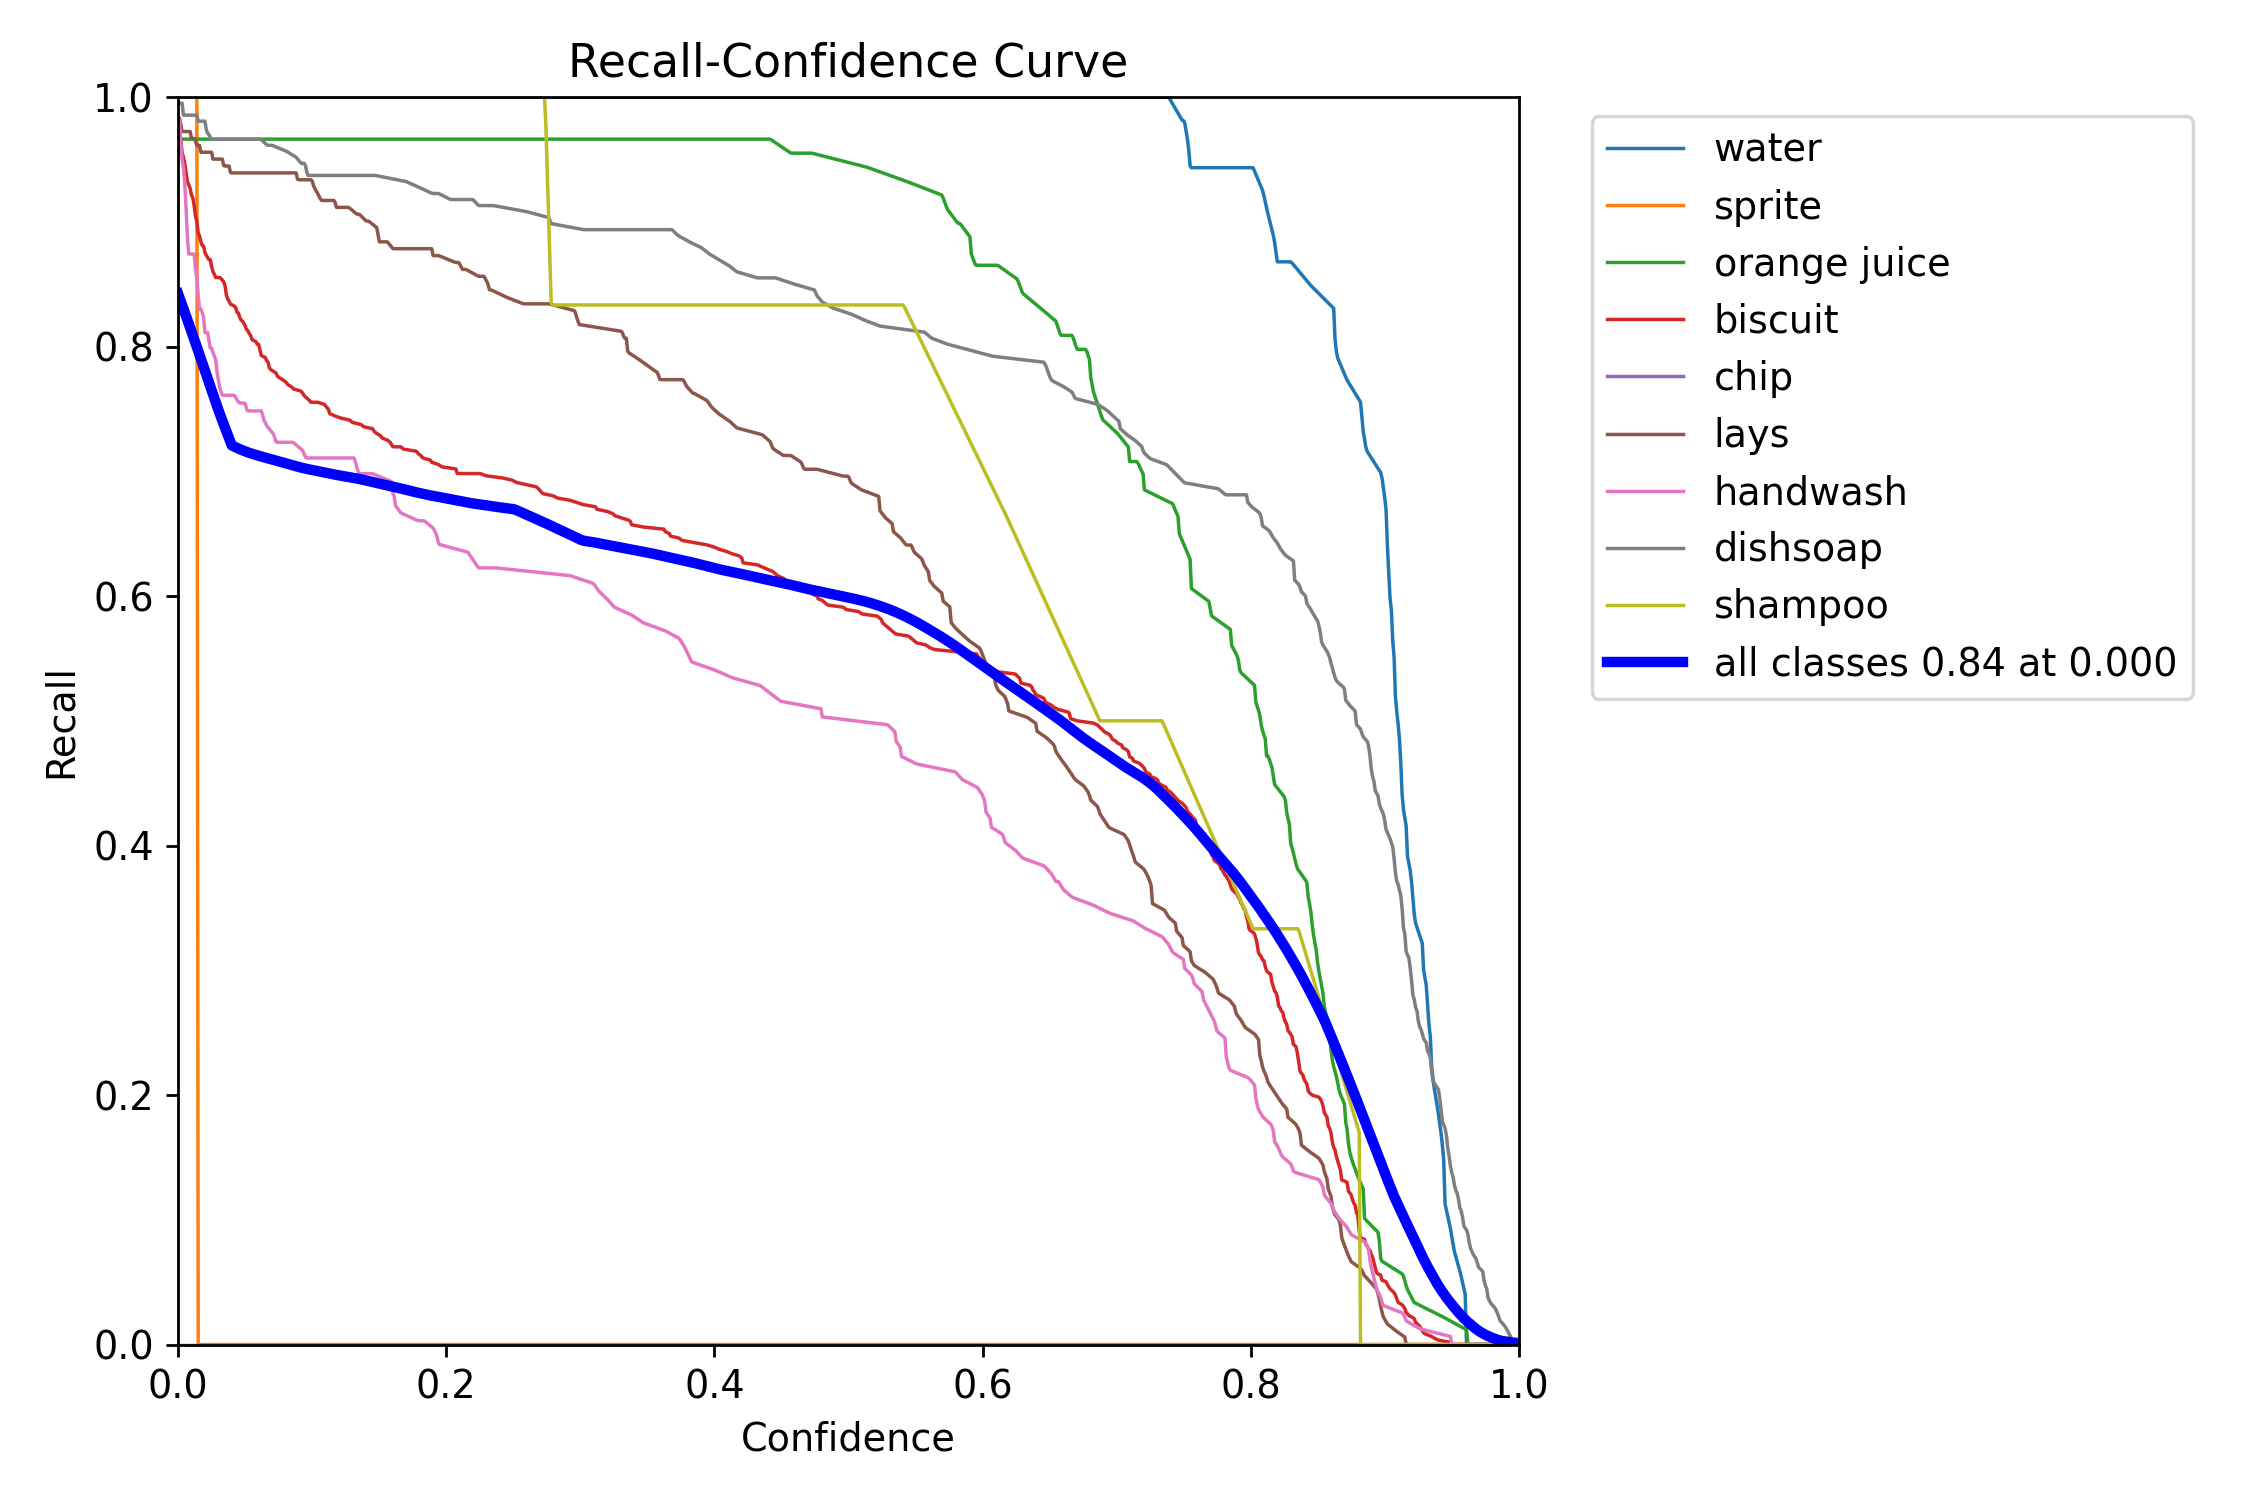 Recall-Confidence Curve
1.0
0.8
0.6
0.4
0.2
0.0
Recall
0.0 0.2 0.4 0.6 0.8 1.0
Confidence
water
sprite
orange juice
biscuit
chip
lays
handwash
dishsoap
shampoo
all classes 0.84 at 0.000